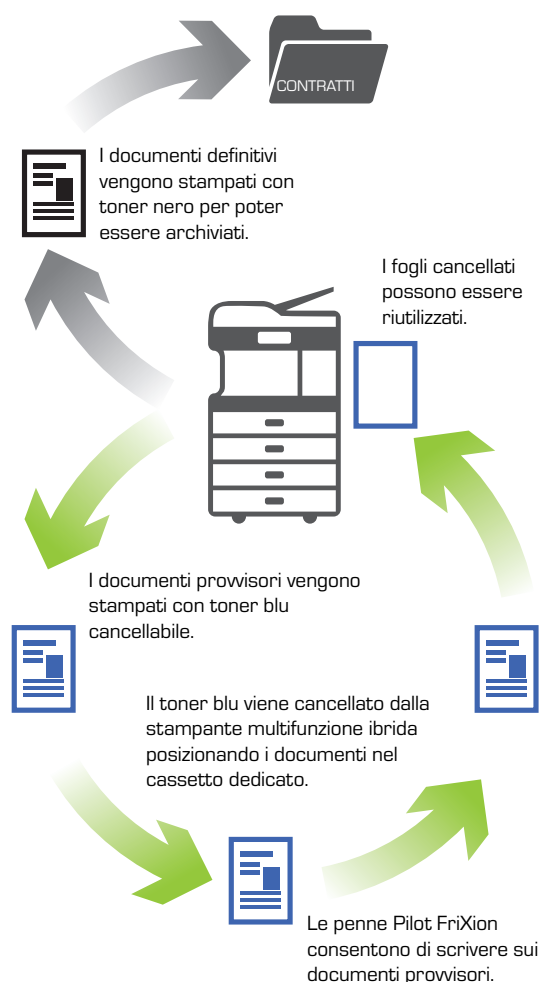 CONTRATTI
I documenti definitivi
vengono stampati con
toner nero per poter
essere archiviati.
I fogli cancellati
possono essere
riutilizzati.
I documenti provvisori vengono
stampati con toner blu
cancellabile.
Il toner blu viene cancellato dalla
stampante multifunzione ibrida
posizionando i documenti nel
cassetto dedicato.
Le penne Pilot FriXion
consentono di scrivere sui
documenti provvisori.